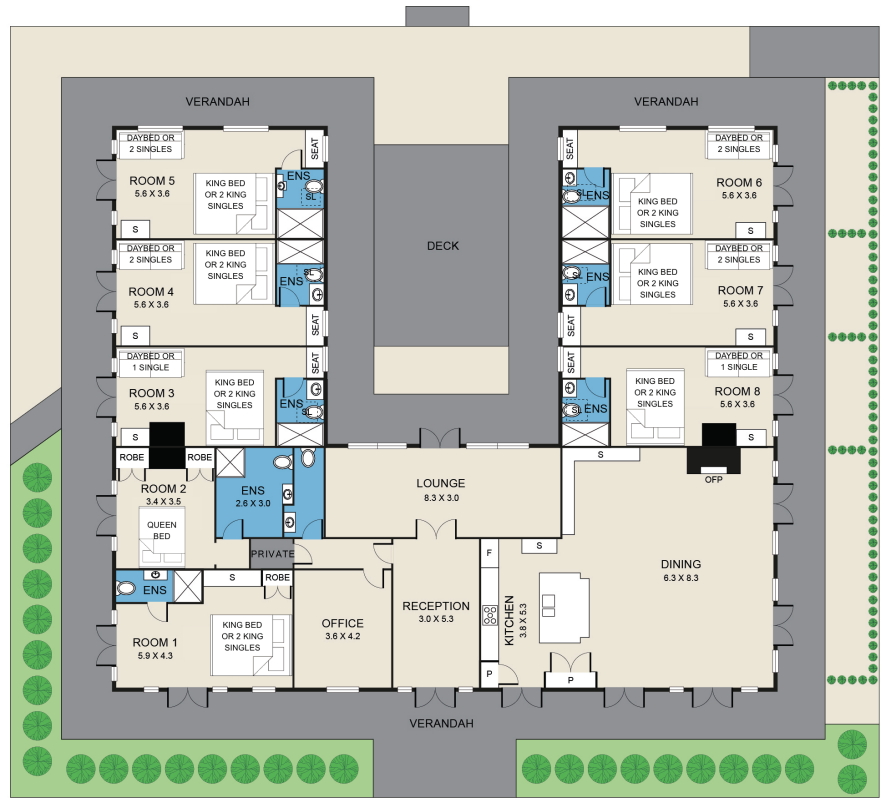 VERANDAH
VERANDAH
DAYBED OR
2 SINGLES
SEAT
ROOM 5
5.6 X 3.6
KING BED
OR 2 KING
SINGLES
ENS
SL
S
SEAT
DAYBED OR
2 SINGLES
SL
ENS
KING BED
OR 2 KING
SINGLES
ROOM 6
5.6 X 3.6
S
DECK
DAYBED OR
2 SINGLES
KING BED
OR 2 KING
SINGLES
SL
ENS
ROOM 4
5.6 X 3.6
S
SEAT
DAYBED OR
2 SINGLES
SL
ENS
KING BED
OR 2 KING
SINGLES
ROOM 7
5.6 X 3.6
SEAT
S
DAYBED OR
1 SINGLE
SEAT
ROOM 3
5.6 X 3.6
KING BED
OR 2 KING
SINGLES
ENS
SL
S
SEAT
DAYBED OR
1 SINGLE
KING BED
OR 2 KING
SINGLES
ROOM 8
5.6 X 3.6
SL
ENS
S
ROBE
ROBE
ROOM 2
3.4 X 3.5
QUEEN
BED
ENS
2.6 X 3.0
LOUNGE
8.3 X 3.0
S
OFP
PRIVATE
F
S
DINING
6.3 X 8.3
ENS
S
ROBE
ROOM 1
5.9 X 4.3
KING BED
OR 2 KING
SINGLES
OFFICE
3.6 X 4.2
RECEPTION
3.0 X 5.3
KITCHEN
3.8 X 5.3
P
P
VERANDAH